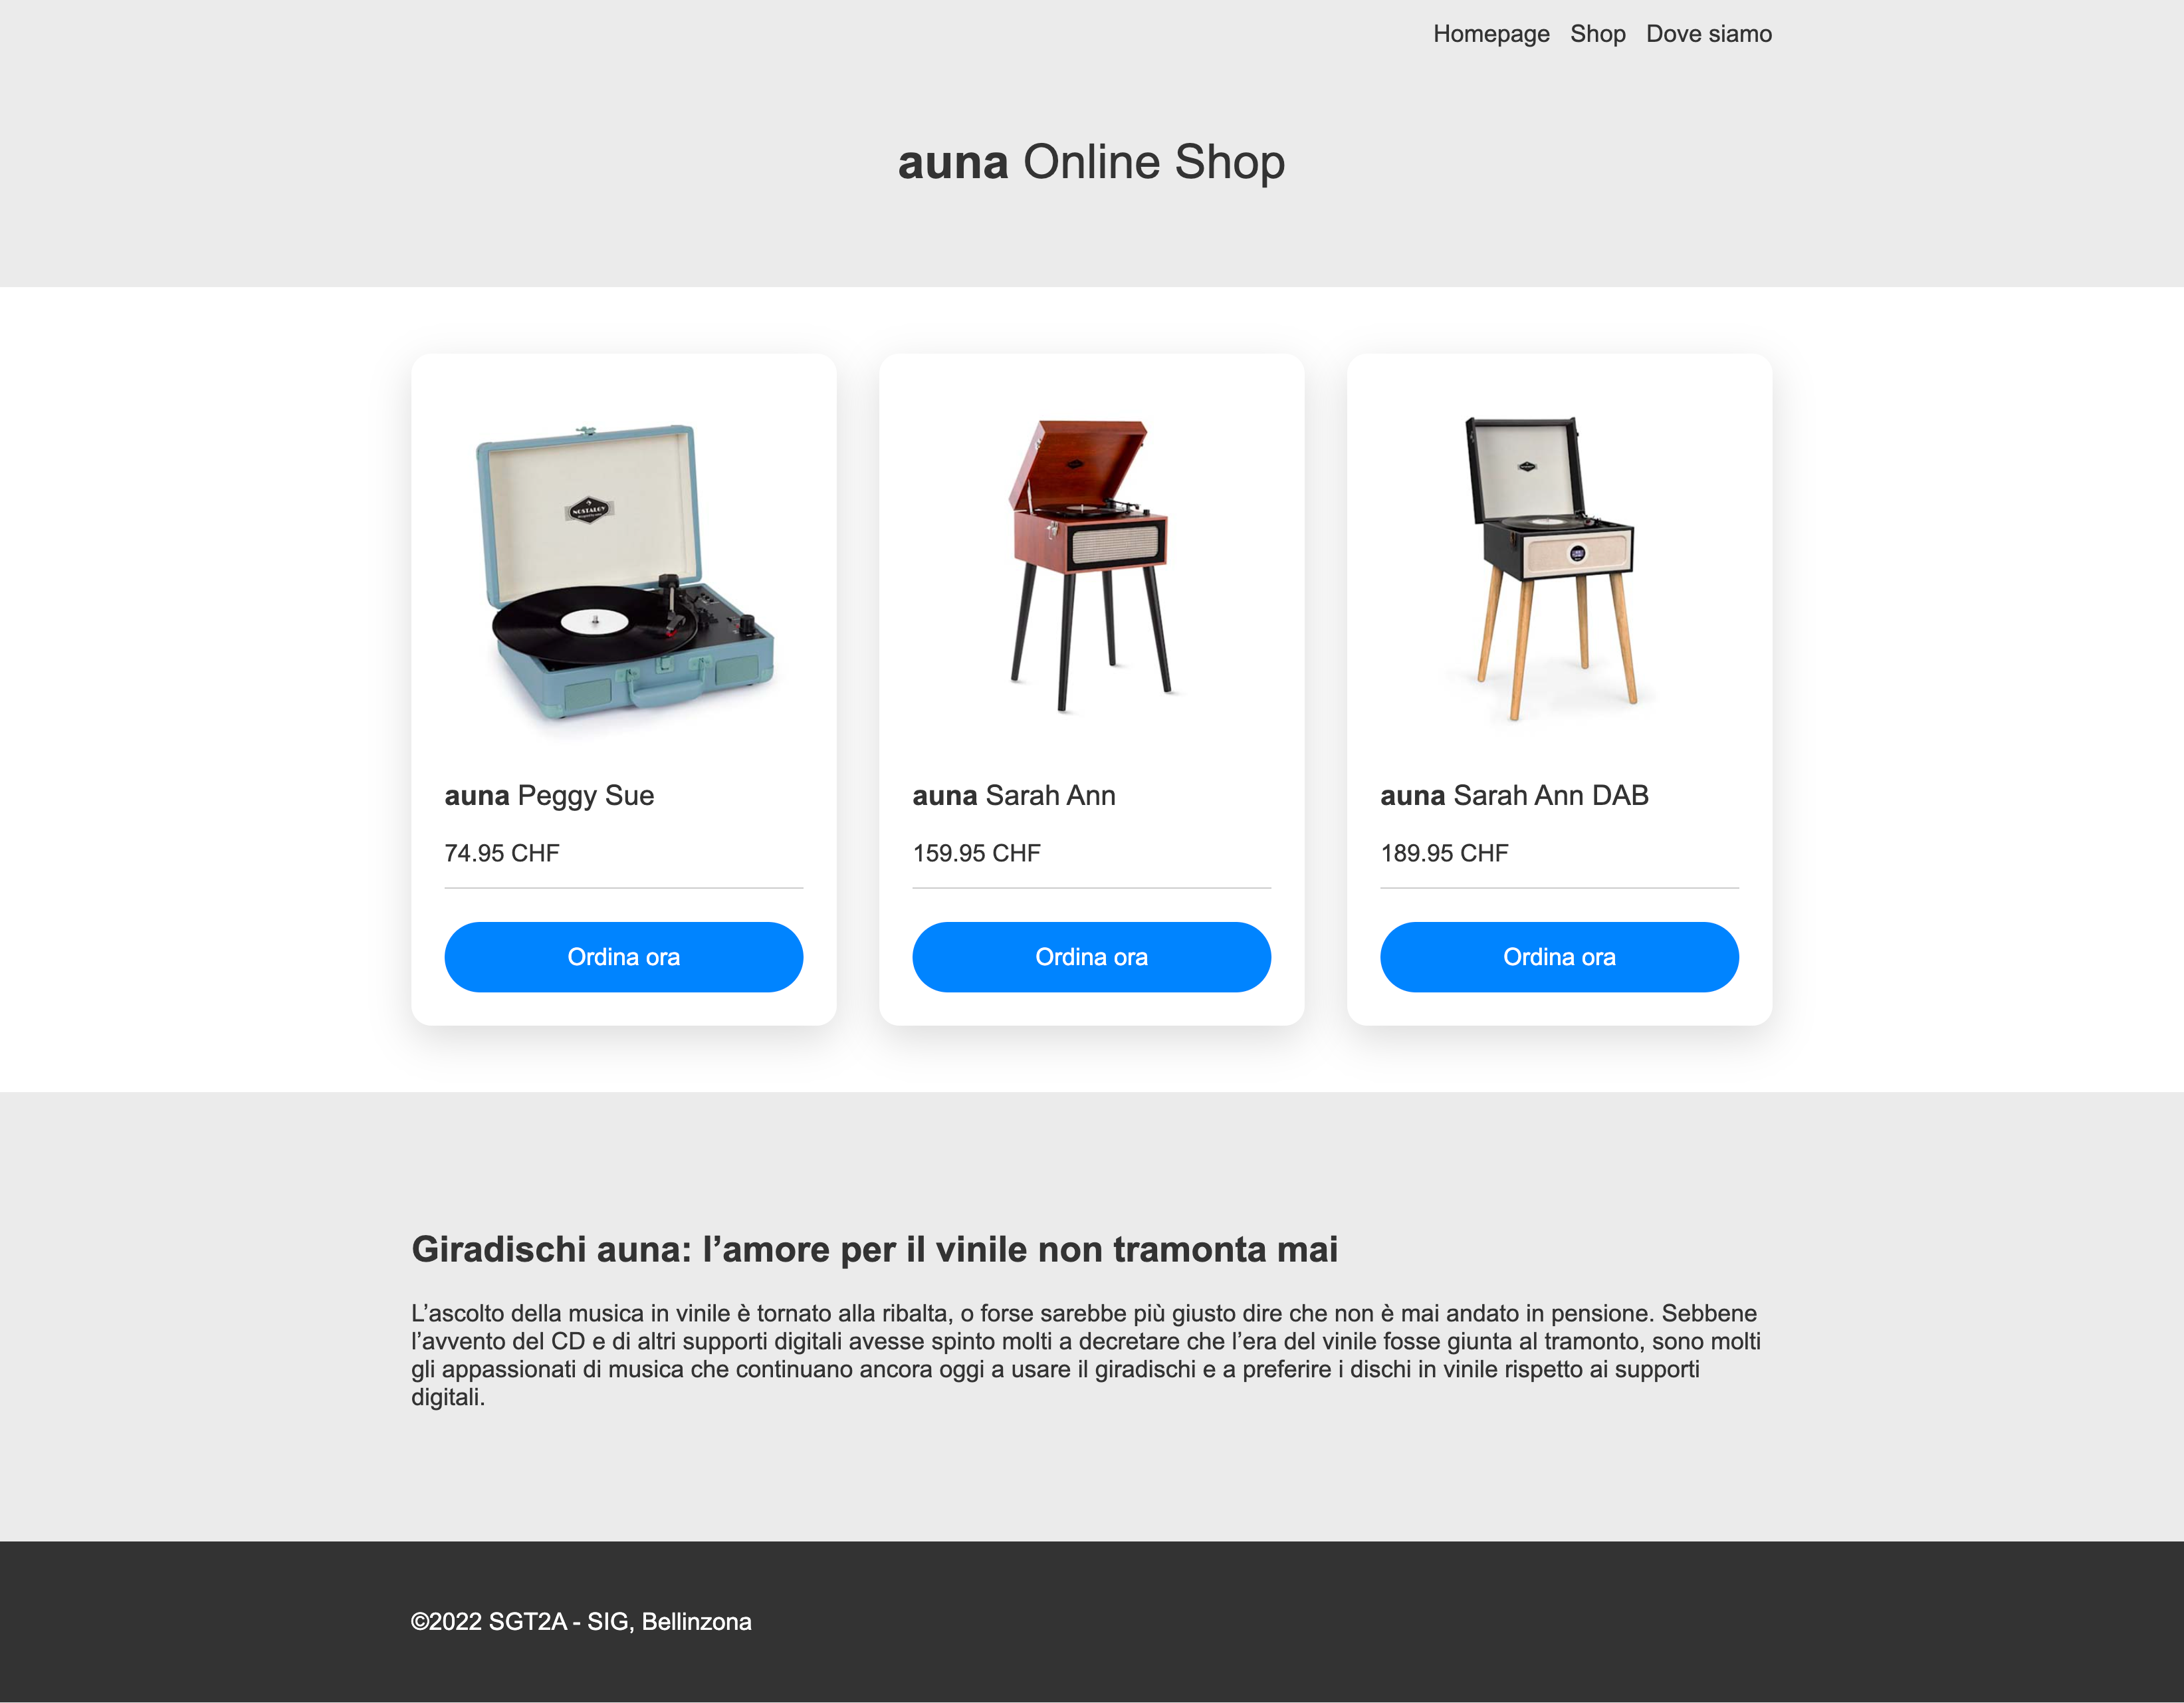 Homepage Shop Dove siamo
auna Online Shop
NOSTALGY
auna Peggy Sue
74.95 CHF
Ordina ora
auna Sarah Ann
159.95 CHF
Ordina ora
auna Sarah Ann DAB
189.95 CHF
Ordina ora
Giradischi auna: l’amore per il vinile non tramonta mai
L’ascolto della musica in vinile è tornato alla ribalta, o forse sarebbe più giusto dire che non è mai andato in pensione. Sebbene
l’avvento del CD e di altri supporti digitali avesse spinto molti a decretare che l’era del vinile fosse giunta al tramonto, sono molti
gli appassionati di musica che continuano ancora oggi a usare il giradischi e a preferire i dischi in vinile rispetto ai supporti
digitali.
©2022 SGT2A - SIG, Bellinzona